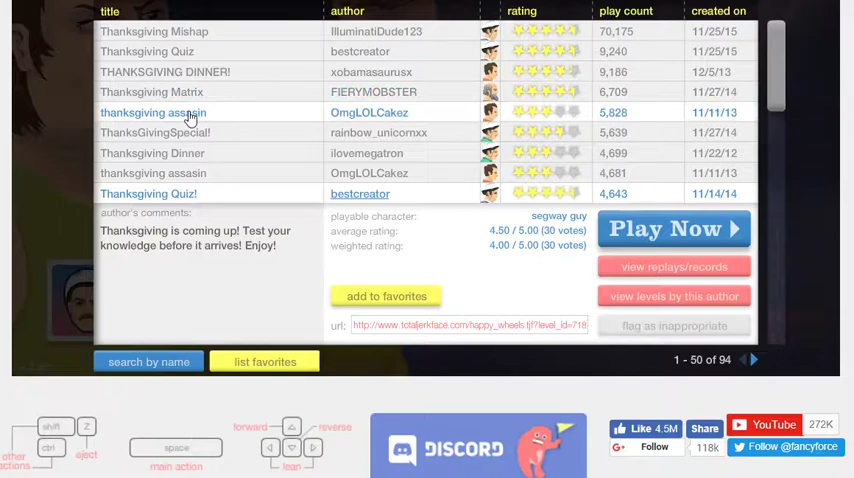 title author rating play count created on
Thanksgiving Mishap IlluminatiDude123 70,175 11/25/15
Thanksgiving Quiz bestcreator 9,240 11/25/15
THANKSGIVING DINNER! xobamasaurusx 9,186 12/5/13
Thanksgiving Matrix FIERYMOBSTER 6,709 11/27/14
thanksgiving assasin OmgLOLCakez 5,828 11/11/13
ThanksGivingSpecial! rainbow_unicornxx 5,639 11/27/14
Thanksgiving Dinner ilovemegatron 4,699 11/22/12
thanksgiving assasin OmgLOLCakez 4,681 11/11/13
Thanksgiving Quiz! bestcreator 4,643 11/14/14
author's comments:
Thanksgiving is coming up! Test your
knowledge before it arrives! Enjoy!
playable character: segway guy
average rating: 4.50 / 5.00 (30 votes)
weighted rating: 4.00 / 5.00 (30 votes)
add to favorites
url: http://www.totaljerkface.com/happy_wheels.tjf?level_id=718
Play Now
view replays/records
view levels by this author
flag as inappropriate
search by name list favorites 1 - 50 of 94
shift Z
ctrl eject
other
actions
space
main action
forward reverse
lean
DISCORD
Like 4.5M Share
G+ Follow 118k
YouTube 272K
Follow @fancyforce